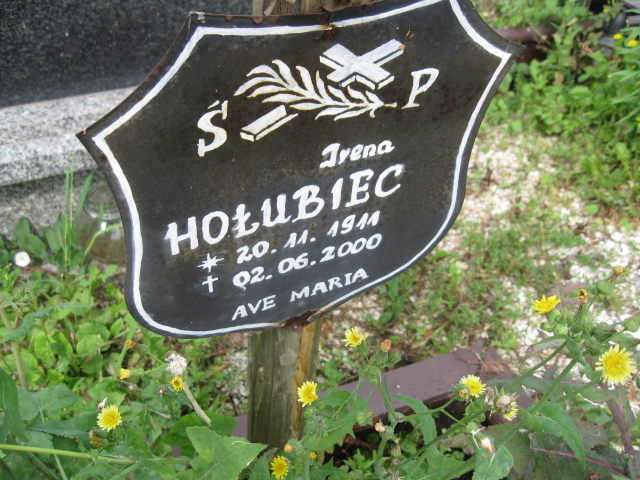 Ś P
Irena
HOŁUBIEC
* 20.11.1911
† 02.06.2000
AVE MARIA